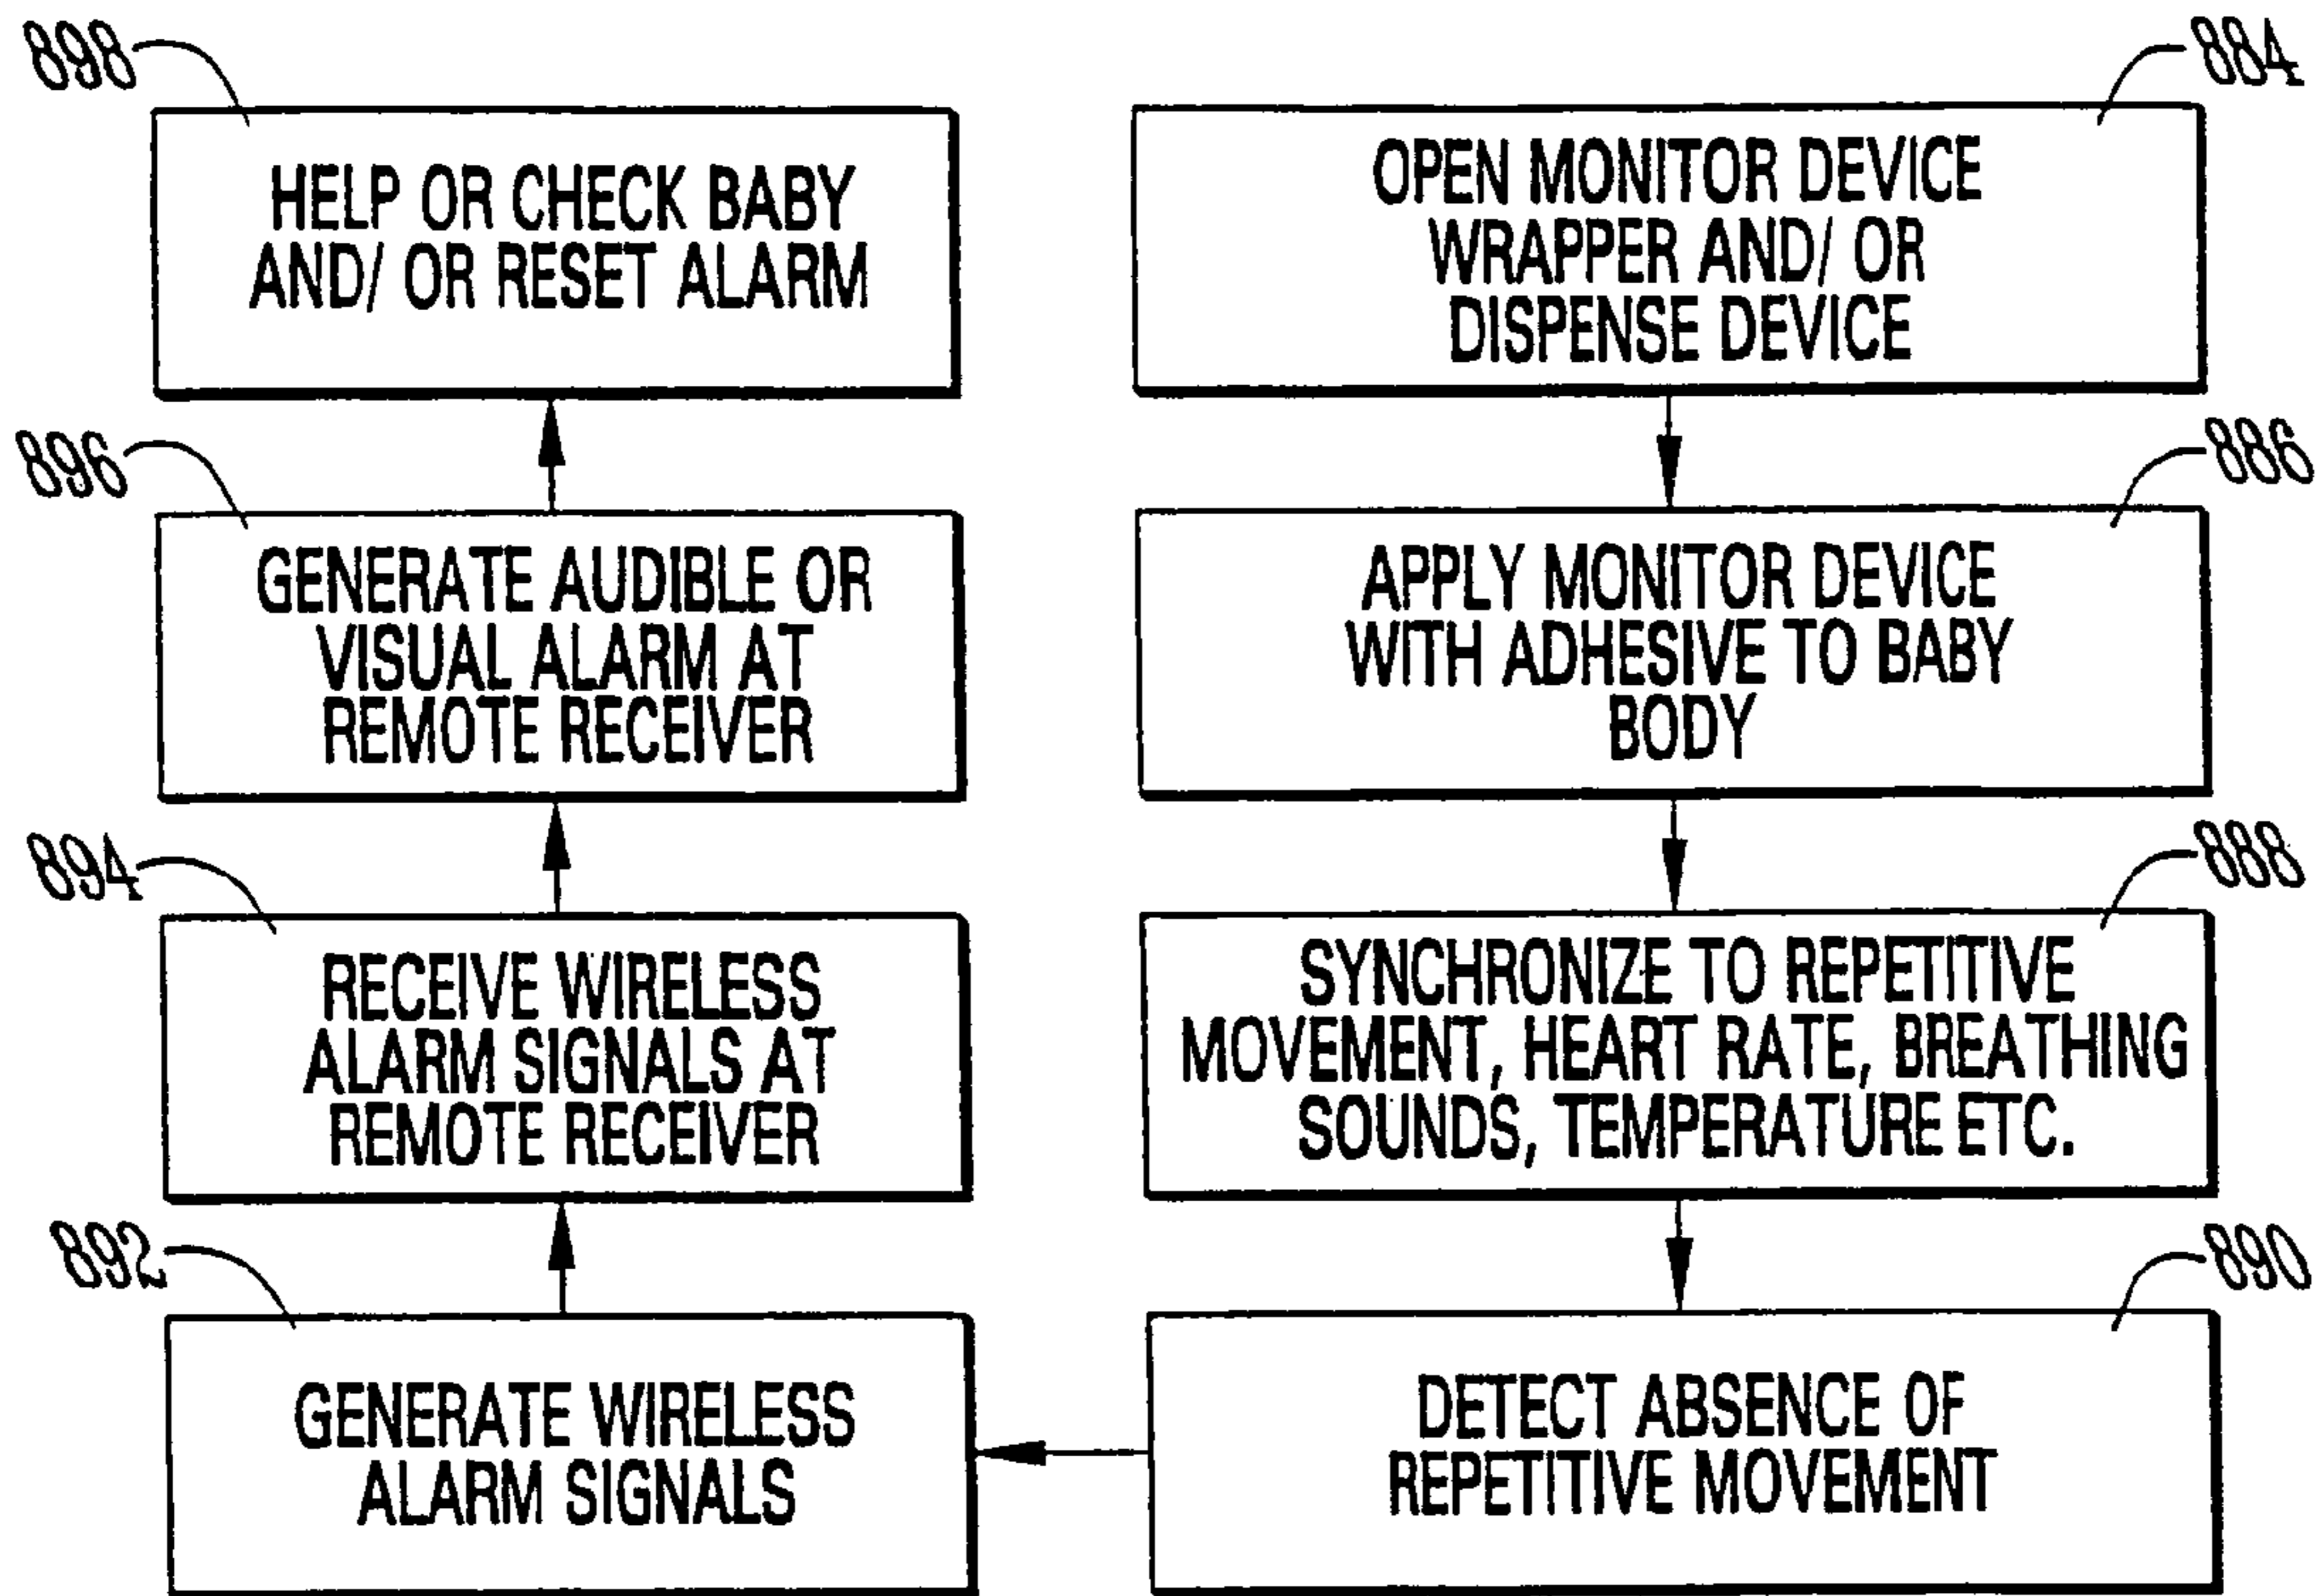 898
HELP OR CHECK BABY
AND/ OR RESET ALARM
884
OPEN MONITOR DEVICE
WRAPPER AND/ OR
DISPENSE DEVICE
896
GENERATE AUDIBLE OR
VISUAL ALARM AT
REMOTE RECEIVER
886
APPLY MONITOR DEVICE
WITH ADHESIVE TO BABY
BODY
894
RECEIVE WIRELESS
ALARM SIGNALS AT
REMOTE RECEIVER
888
SYNCHRONIZE TO REPETITIVE
MOVEMENT, HEART RATE, BREATHING
SOUNDS, TEMPERATURE ETC.
892
GENERATE WIRELESS
ALARM SIGNALS
890
DETECT ABSENCE OF
REPETITIVE MOVEMENT